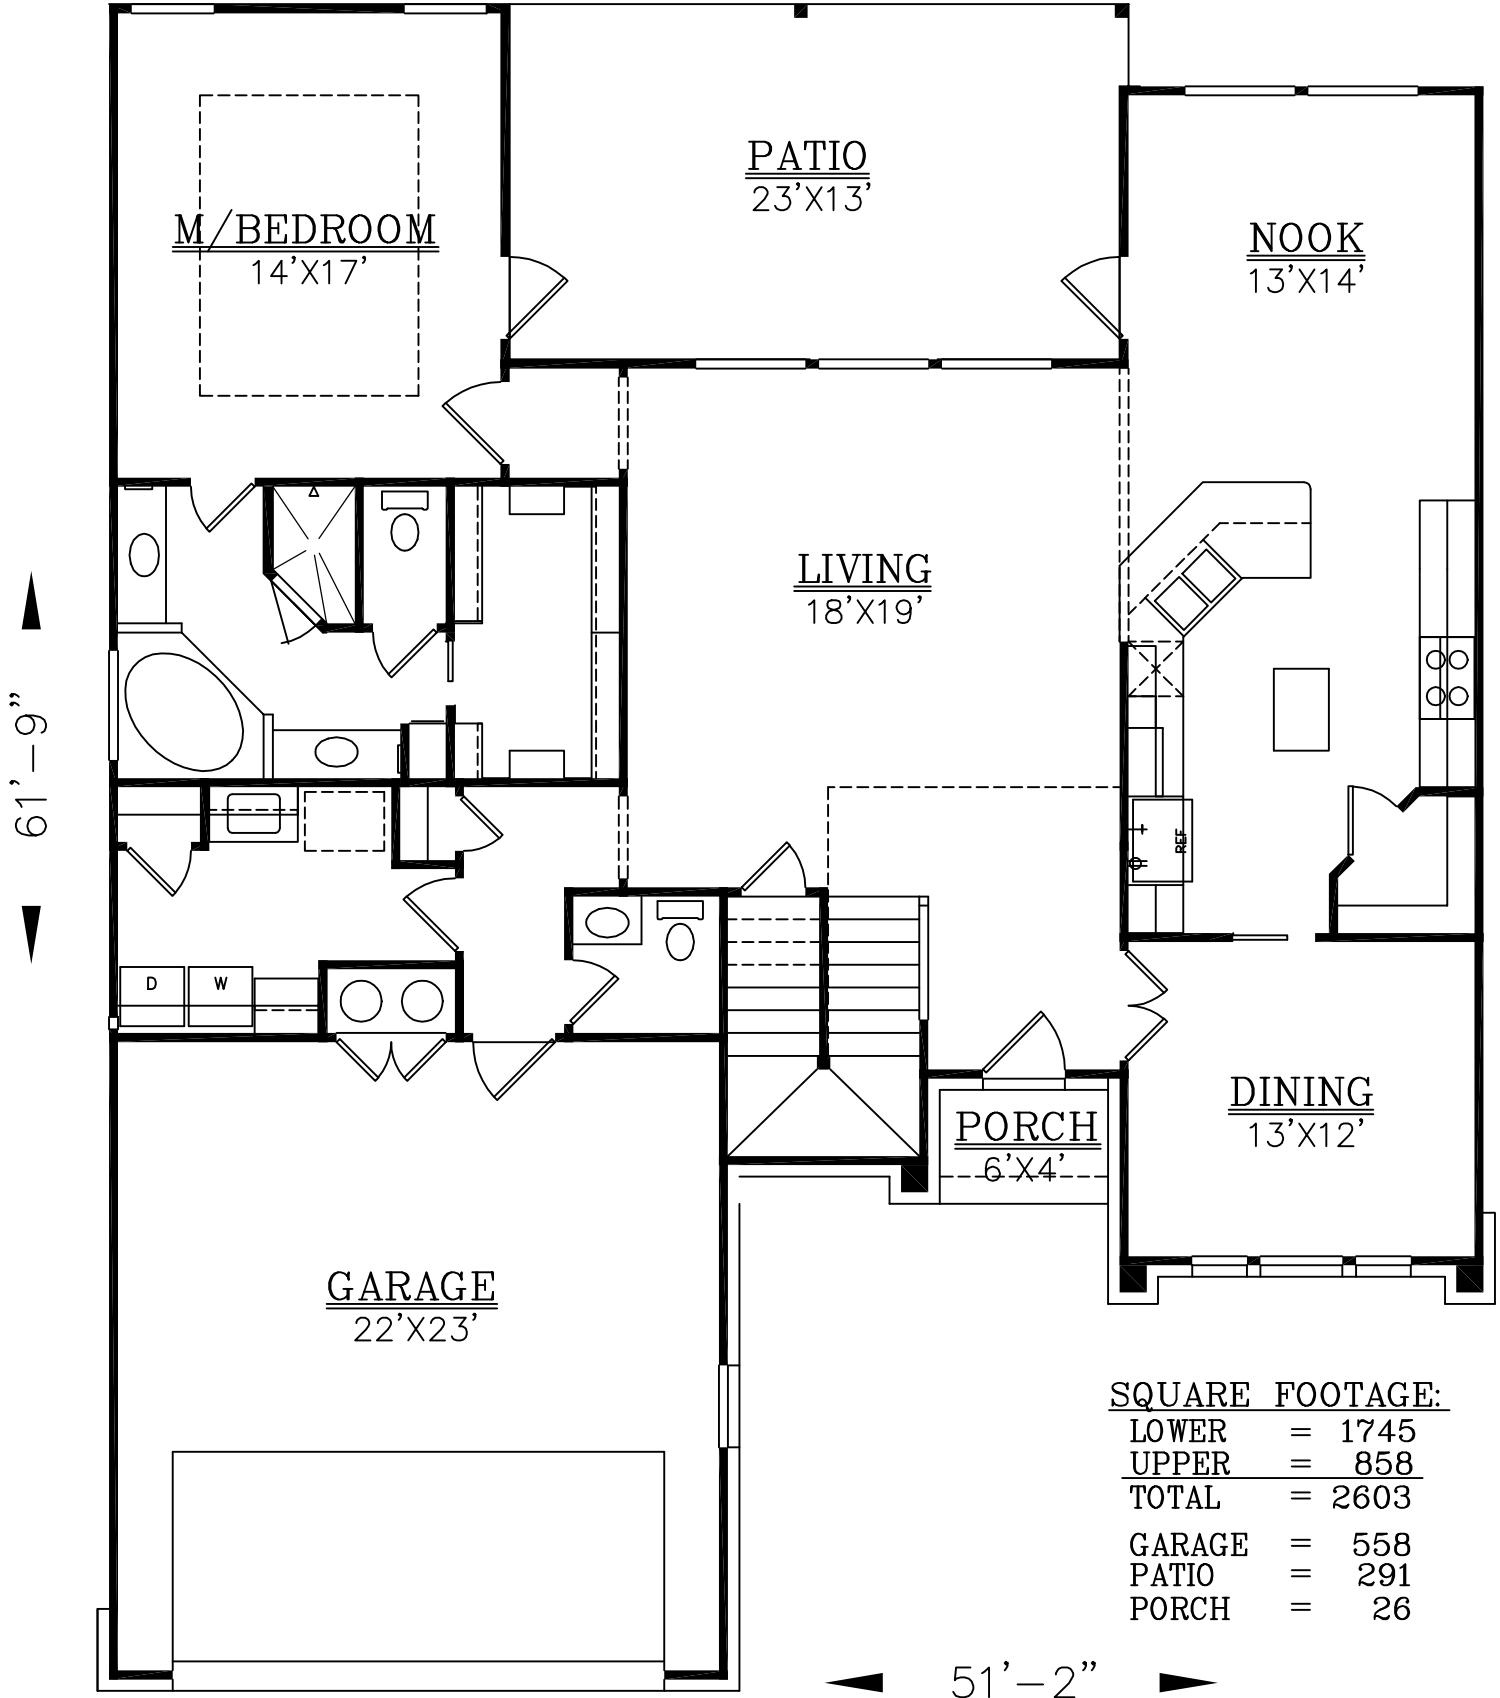 PATIO
23'X13'
M/BEDROOM
14'X17'
NOOK
13'X14'
LIVING
18'X19'
61'-9"
REF
D
W
DINING
13'X12'
PORCH
6'X4'
GARAGE
22'X23'
SQUARE FOOTAGE:
LOWER = 1745
UPPER = 858
TOTAL = 2603
GARAGE = 558
PATIO = 291
PORCH = 26
51'-2"